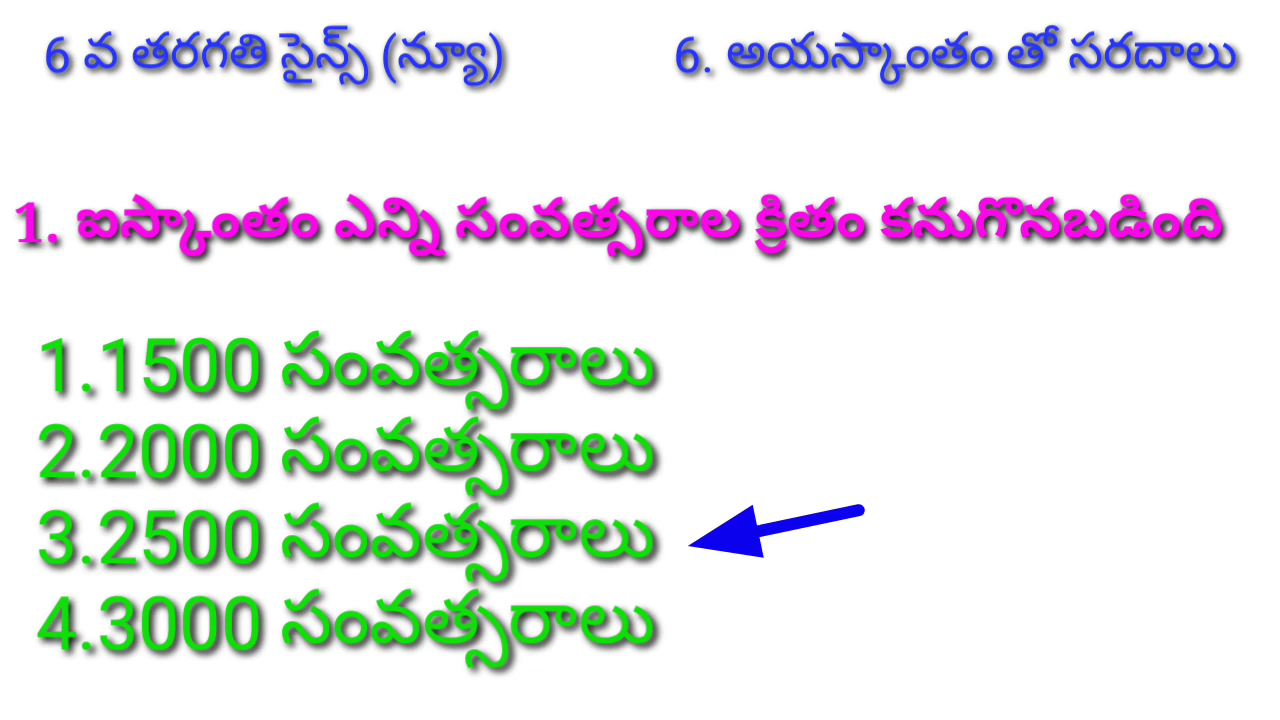 6 వ తరగతి సైన్స్ (న్యూ)
6. అయస్కాంతం తో సరదాలు
1. ఐస్కాంతం ఎన్ని సంవత్సరాల క్రితం కనుగొనబడింది
1.1500 సంవత్సరాలు
2.2000 సంవత్సరాలు
3.2500 సంవత్సరాలు
4.3000 సంవత్సరాలు